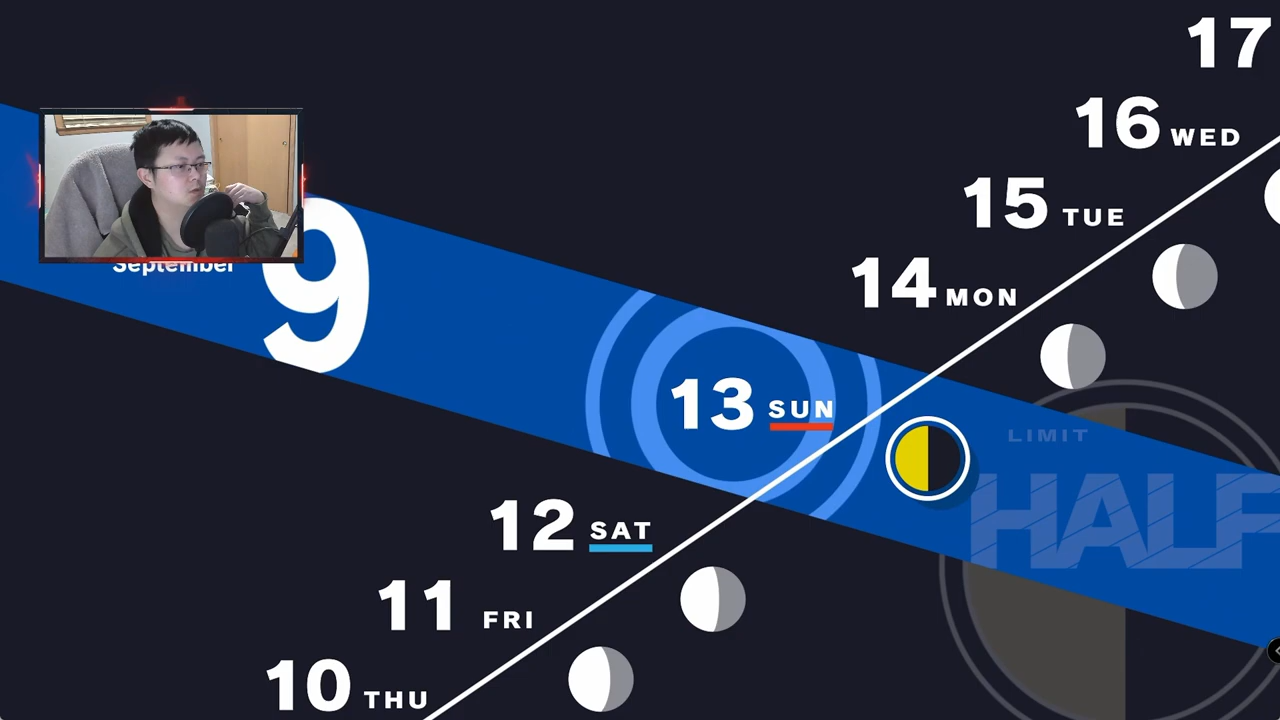 17
16 WED
15 TUE
14 MON
September 9
13 SUN
LIMIT
HALF
12 SAT
11 FRI
10 THU